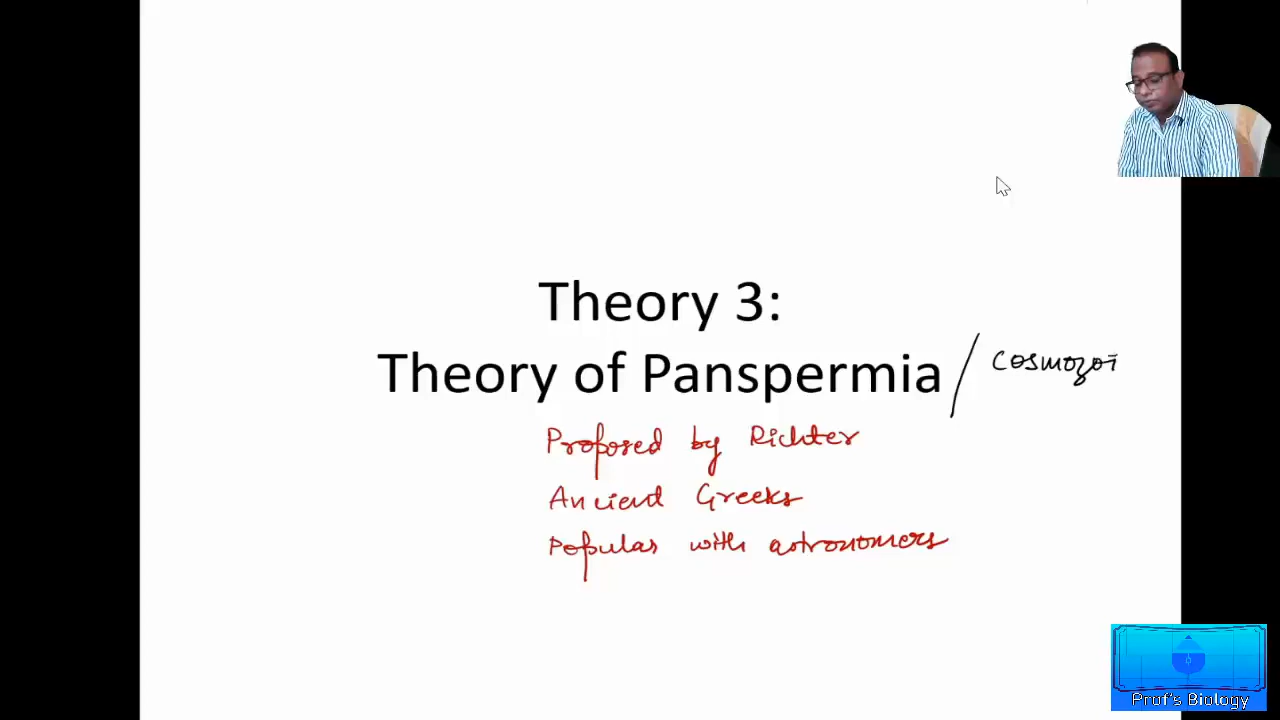 Theory 3:
Theory of Panspermia / Cosmozoi
Proposed by Richter
Ancient Greeks
Popular with astronomers
Prof's Biology